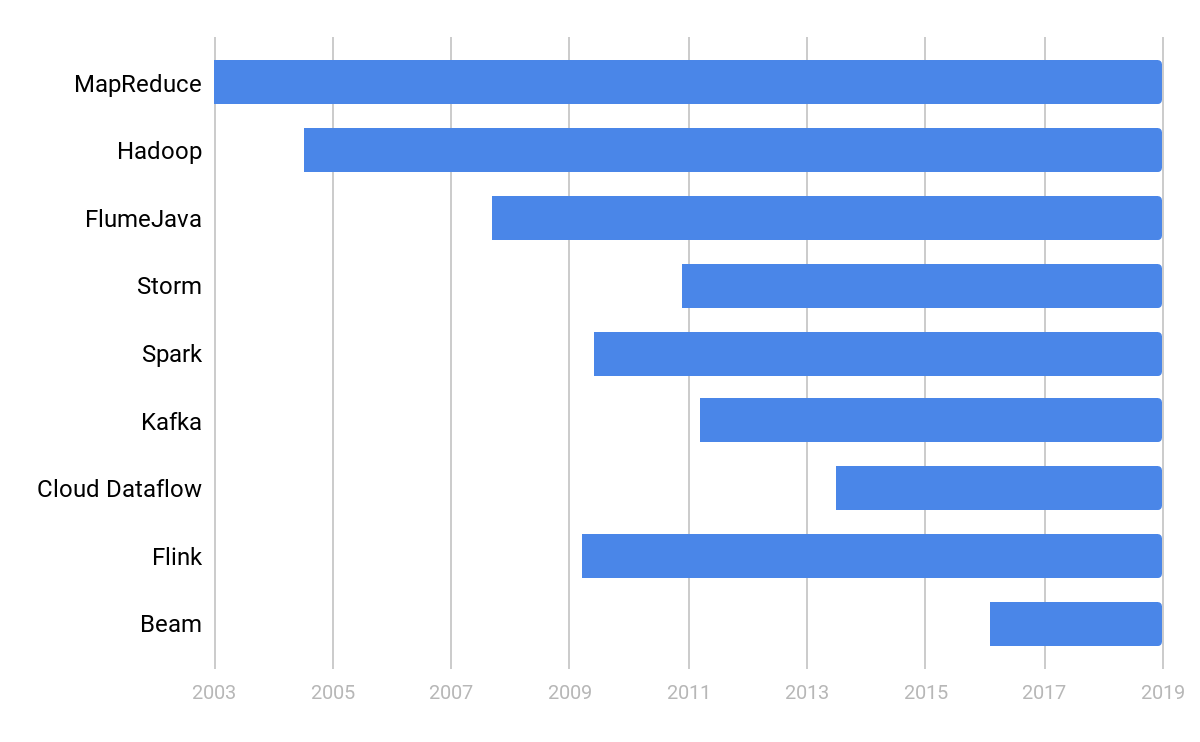 MapReduce
Hadoop
FlumeJava
Storm
Spark
Kafka
Cloud Dataflow
Flink
Beam
2003 2005 2007 2009 2011 2013 2015 2017 2019